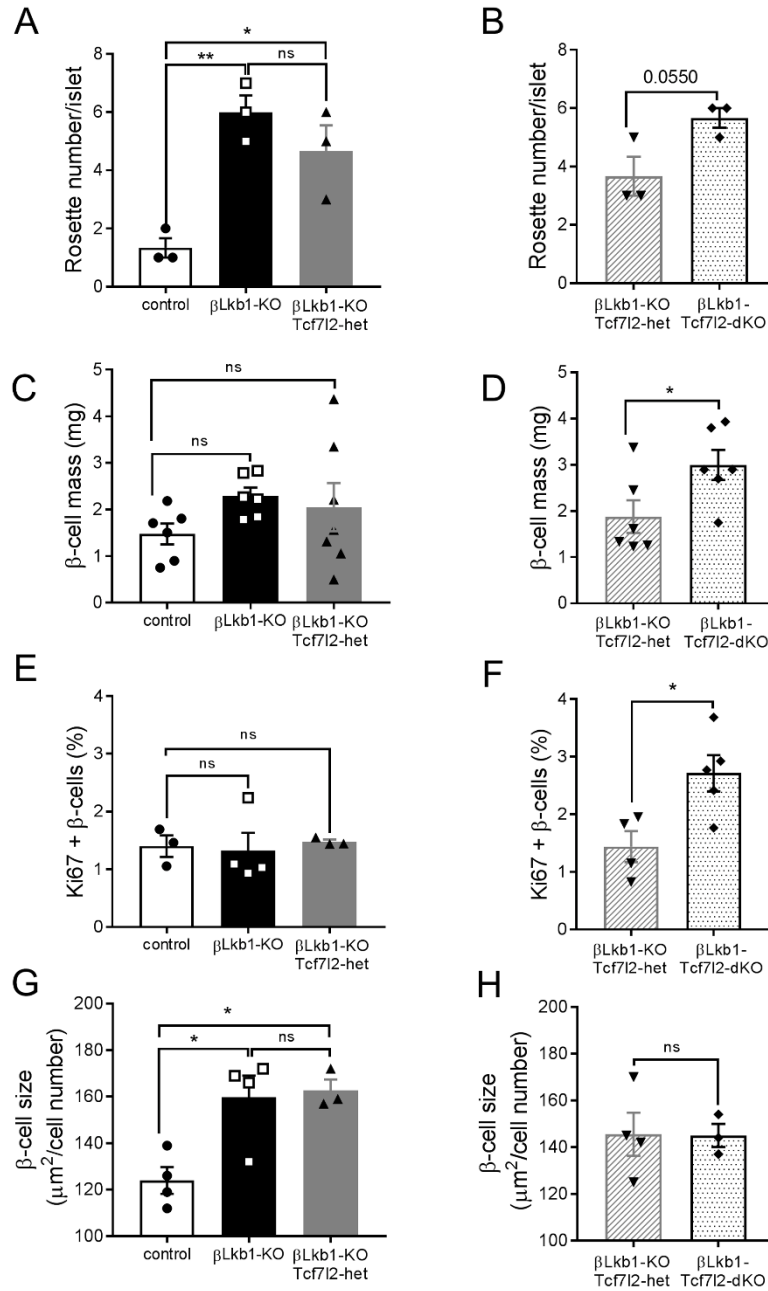 A
Rosette number/islet
8
6
4
2
0
*
**
ns
control
βLkb1-KO
βLkb1-KO
Tcf7l2-het
B
Rosette number/islet
8
6
4
2
0
0.0550
βLkb1-KO
Tcf7l2-het
βLkb1-
Tcf7l2-dKO
C
β-cell mass (mg)
5
4
3
2
1
0
ns
ns
control
βLkb1-KO
βLkb1-KO
Tcf7l2-het
D
β-cell mass (mg)
5
4
3
2
1
0
*
βLkb1-KO
Tcf7l2-het
βLkb1-
Tcf7l2-dKO
E
Ki67 + β-cells (%)
4
3
2
1
0
ns
ns
control
βLkb1-KO
βLkb1-KO
Tcf7l2-het
F
Ki67 + β-cells (%)
4
3
2
1
0
*
βLkb1-KO
Tcf7l2-het
βLkb1-
Tcf7l2-dKO
G
β-cell size
(μm²/cell number)
200
180
160
140
120
100
*
*
ns
control
βLkb1-KO
βLkb1-KO
Tcf7l2-het
H
β-cell size
(μm²/cell number)
200
180
160
140
120
100
ns
βLkb1-KO
Tcf7l2-het
βLkb1-
Tcf7l2-dKO